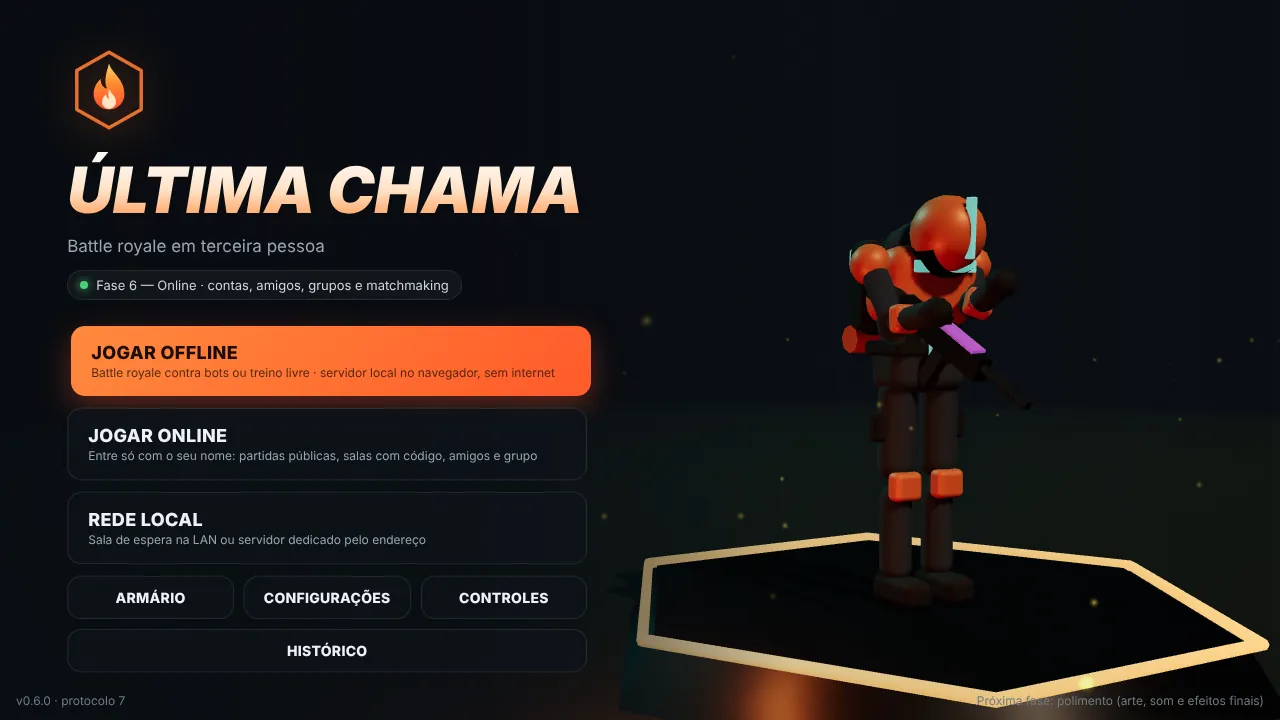 ÚLTIMA CHAMA
Battle royale em terceira pessoa
Fase 6 — Online · contas, amigos, grupos e matchmaking
JOGAR OFFLINE
Battle royale contra bots ou treino livre · servidor local no navegador, sem internet
JOGAR ONLINE
Entre só com o seu nome: partidas públicas, salas com código, amigos e grupo
REDE LOCAL
Sala de espera na LAN ou servidor dedicado pelo endereço
ARMÁRIO
CONFIGURAÇÕES
CONTROLES
HISTÓRICO
v0.6.0 · protocolo 7
Próxima fase: polimento (arte, som e efeitos finais)